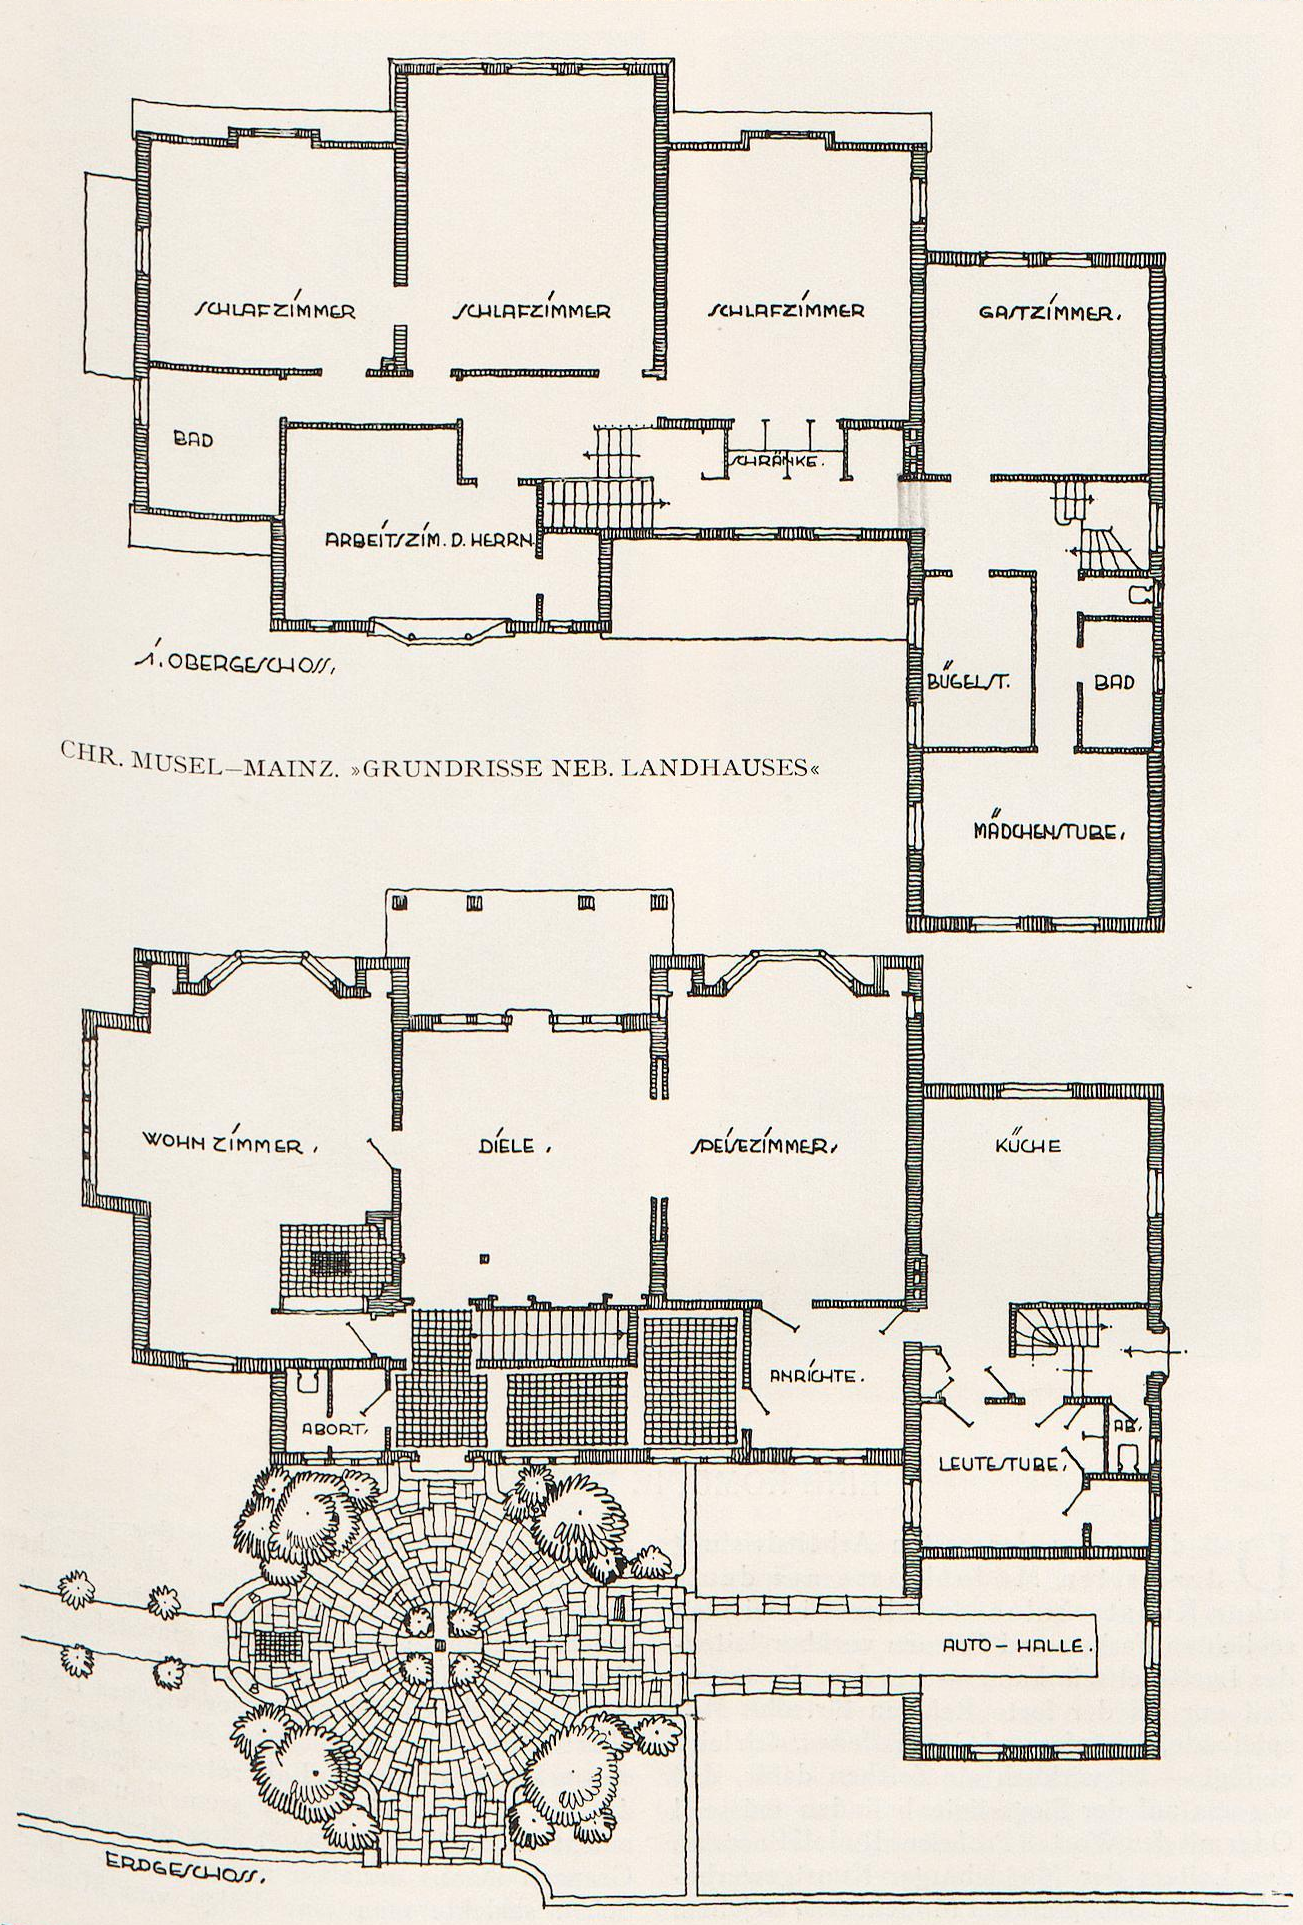 SCHLAFZIMMER
SCHLAFZIMMER
SCHLAFZIMMER
GASTZIMMER.
BAD
SCHRÄNKE.
ARBEITSZIM. D. HERRN.
1. OBERGESCHOSS,
BÜGELST.
BAD
CHR. MUSEL–MAINZ. »GRUNDRISSE NEB. LANDHAUSES«
MÄDCHENSTUBE,
WOHNZIMMER,
DIELE,
SPEISEZIMMER,
KÜCHE
ANRICHTE.
ABORT,
AB,
LEUTESTUBE,
AUTO-HALLE.
ERDGESCHOSS.